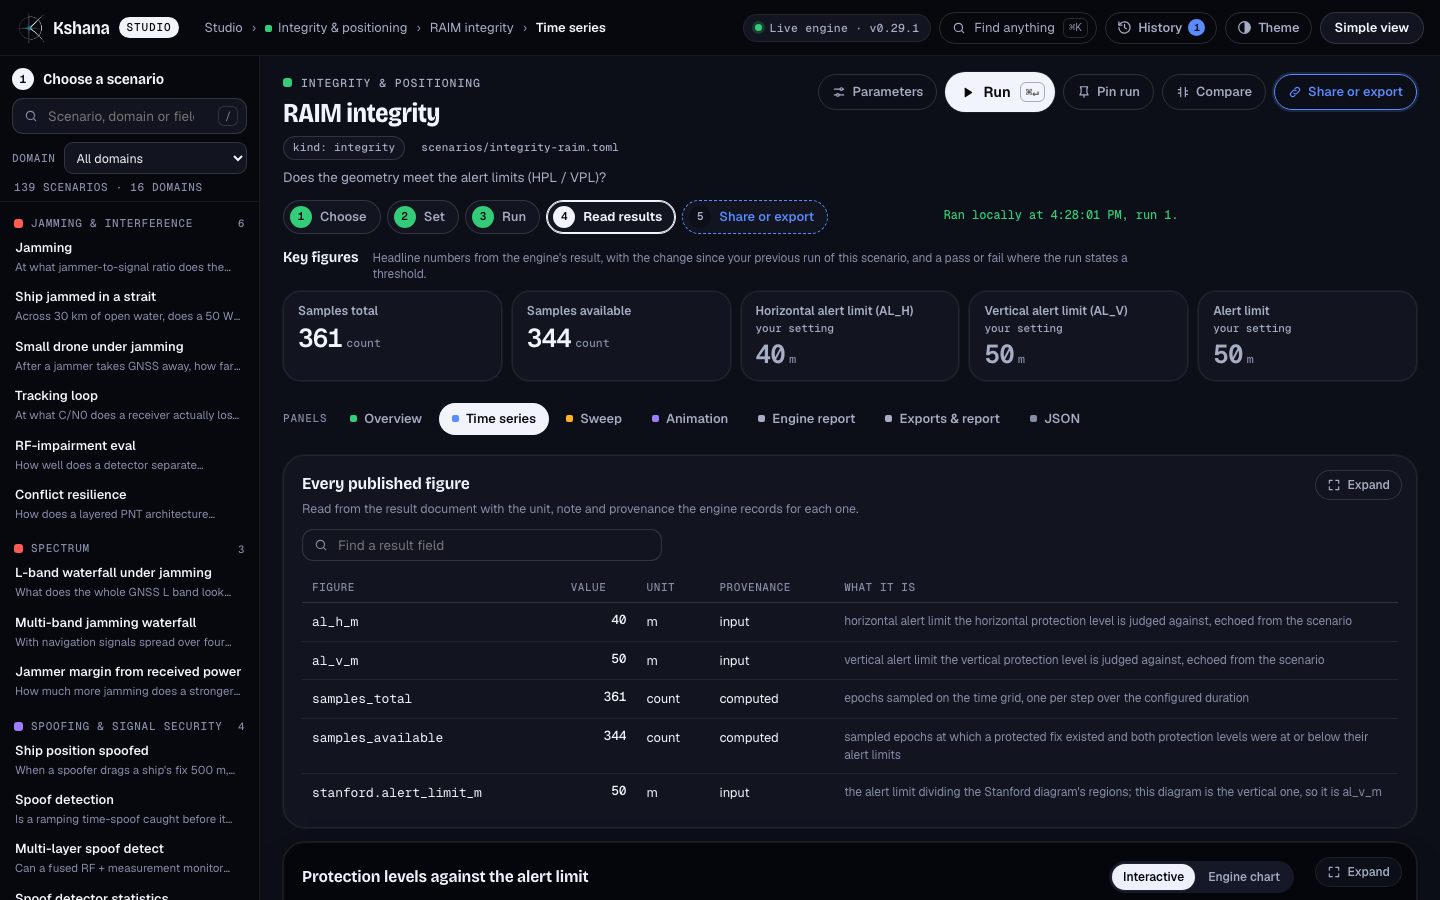 Kshana STUDIO
Studio › Integrity & positioning › RAIM integrity › Time series
Live engine · v0.29.1
Find anything ⌘K
History 1
Theme
Simple view
1 Choose a scenario
Scenario, domain or fiel /
DOMAIN All domains
139 SCENARIOS · 16 DOMAINS
JAMMING & INTERFERENCE 6
Jamming
At what jammer-to-signal ratio does the…
Ship jammed in a strait
Across 30 km of open water, does a 50 W…
Small drone under jamming
After a jammer takes GNSS away, how far…
Tracking loop
At what C/N0 does a receiver actually los…
RF-impairment eval
How well does a detector separate…
Conflict resilience
How does a layered PNT architecture…
SPECTRUM 3
L-band waterfall under jamming
What does the whole GNSS L band look…
Multi-band jamming waterfall
With navigation signals spread over four…
Jammer margin from received power
How much more jamming does a stronger…
SPOOFING & SIGNAL SECURITY 4
Ship position spoofed
When a spoofer drags a ship's fix 500 m,…
Spoof detection
Is a ramping time-spoof caught before it…
Multi-layer spoof detect
Can a fused RF + measurement monitor…
Spoof detector statistics
INTEGRITY & POSITIONING
RAIM integrity
kind: integrity scenarios/integrity-raim.toml
Does the geometry meet the alert limits (HPL / VPL)?
Parameters
Run ⌘↵
Pin run
Compare
Share or export
1 Choose
2 Set
3 Run
4 Read results
5 Share or export
Ran locally at 4:28:01 PM, run 1.
Key figures Headline numbers from the engine's result, with the change since your previous run of this scenario, and a pass or fail where the run states a
threshold.
Samples total
361 count
Samples available
344 count
Horizontal alert limit (AL_H)
your setting
40 m
Vertical alert limit (AL_V)
your setting
50 m
Alert limit
your setting
50 m
PANELS Overview Time series Sweep Animation Engine report Exports & report JSON
Every published figure
Expand
Read from the result document with the unit, note and provenance the engine records for each one.
Find a result field
FIGURE VALUE UNIT PROVENANCE WHAT IT IS
al_h_m 40 m input horizontal alert limit the horizontal protection level is judged against, echoed from the scenario
al_v_m 50 m input vertical alert limit the vertical protection level is judged against, echoed from the scenario
samples_total 361 count computed epochs sampled on the time grid, one per step over the configured duration
samples_available 344 count computed sampled epochs at which a protected fix existed and both protection levels were at or below their
alert limits
stanford.alert_limit_m 50 m input the alert limit dividing the Stanford diagram's regions; this diagram is the vertical one, so it is al_v_m
Protection levels against the alert limit
Interactive Engine chart
Expand